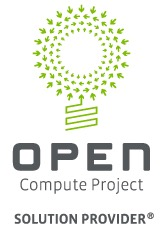 OPEN
Compute Project
SOLUTION PROVIDER®